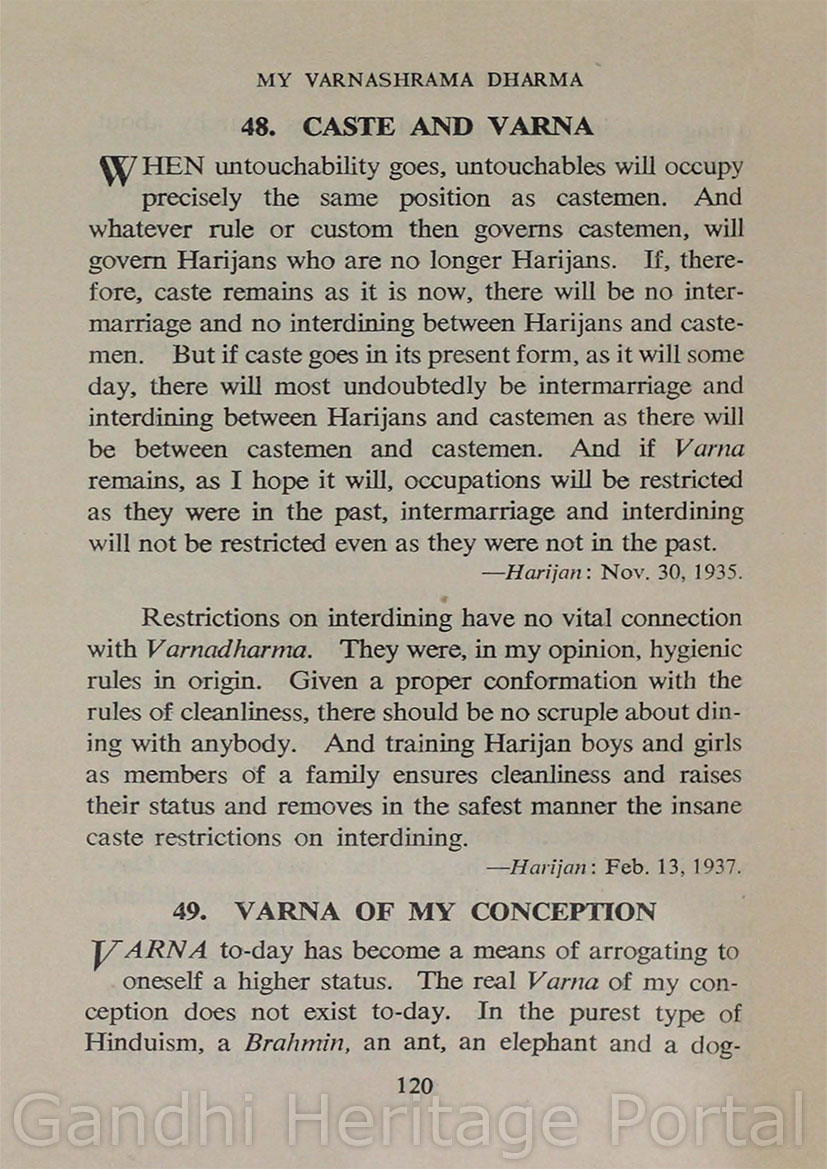 MY VARNASHRAMA DHARMA
48. CASTE AND VARNA
WHEN untouchability goes, untouchables will occupy
precisely the same position as castemen. And
whatever rule or custom then governs castemen, will
govern Harijans who are no longer Harijans. If, there-
fore, caste remains as it is now, there will be no inter-
marriage and no interdining between Harijans and caste-
men. But if caste goes in its present form, as it will some
day, there will most undoubtedly be intermarriage and
interdining between Harijans and castemen as there will
be between castemen and castemen. And if Varna
remains, as I hope it will, occupations will be restricted
as they were in the past, intermarriage and interdining
will not be restricted even as they were not in the past.
—Harijan: Nov. 30, 1935.
Restrictions on interdining have no vital connection
with Varnadharma. They were, in my opinion, hygienic
rules in origin. Given a proper conformation with the
rules of cleanliness, there should be no scruple about din-
ing with anybody. And training Harijan boys and girls
as members of a family ensures cleanliness and raises
their status and removes in the safest manner the insane
caste restrictions on interdining.
—Harijan: Feb. 13, 1937.
49. VARNA OF MY CONCEPTION
VARNA to-day has become a means of arrogating to
oneself a higher status. The real Varna of my con-
ception does not exist to-day. In the purest type of
Hinduism, a Brahmin, an ant, an elephant and a dog-
120
Gandhi Heritage Portal